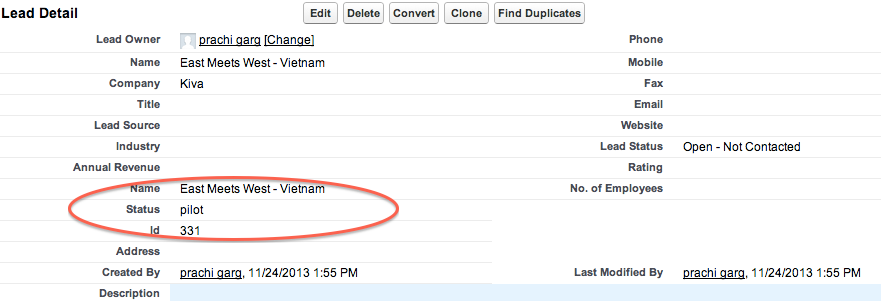 Lead Detail Edit Delete Convert Clone Find Duplicates
Lead Owner prachi garg [Change] Phone
Name East Meets West - Vietnam Mobile
Company Kiva Fax
Title Email
Lead Source Website
Industry Lead Status Open - Not Contacted
Annual Revenue Rating
Name East Meets West - Vietnam No. of Employees
Status pilot
Id 331
Address
Created By prachi garg, 11/24/2013 1:55 PM Last Modified By prachi garg, 11/24/2013 1:55 PM
Description